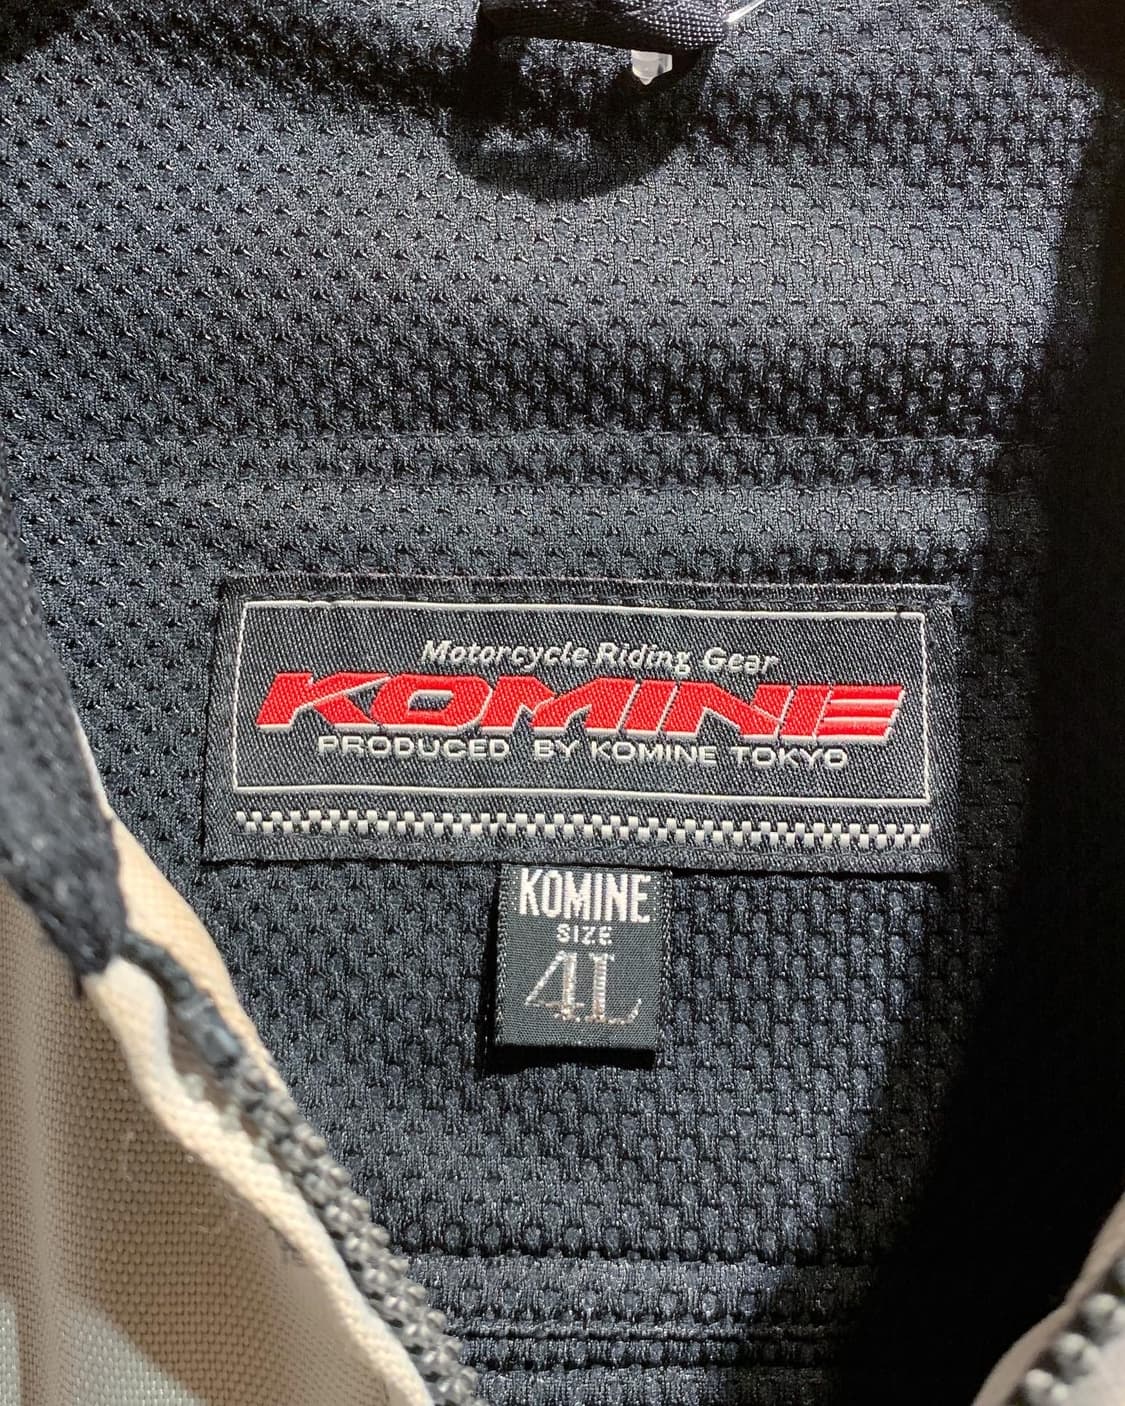 Motorcycle Riding Gear
KOMINE
PRODUCED BY KOMINE TOKYO
KOMINE
SIZE
4L